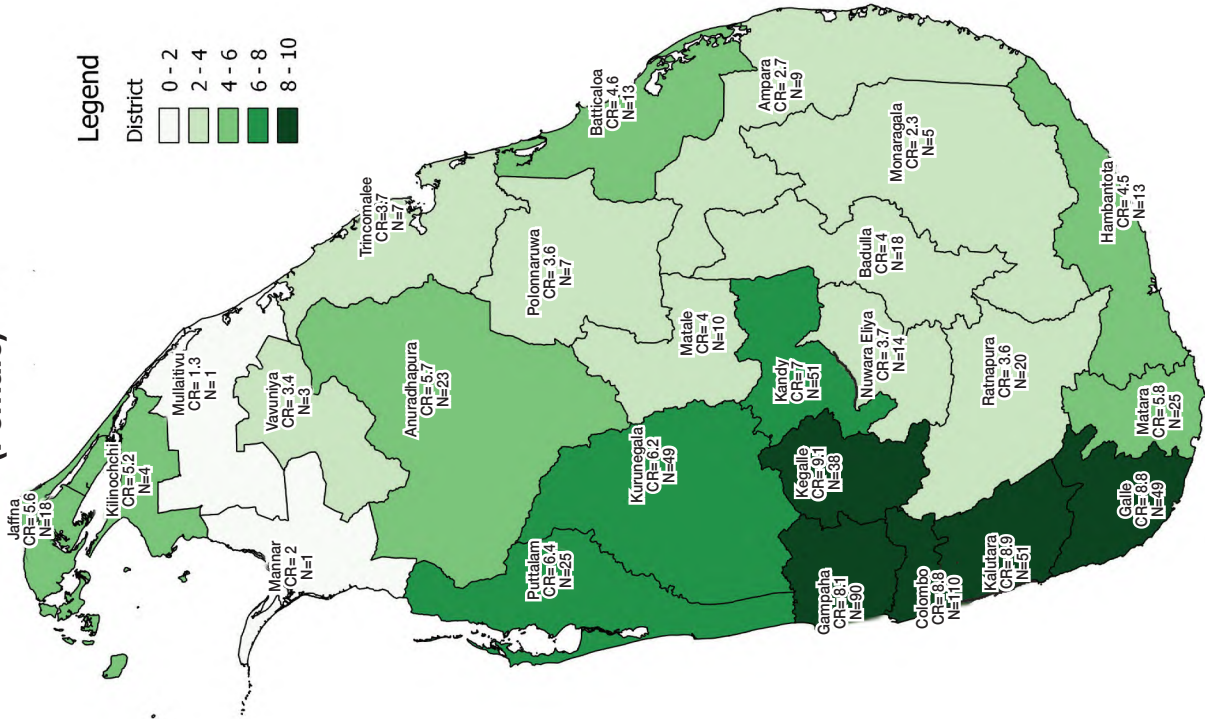 Legend
District
0 - 2
2 - 4
4 - 6
6 - 8
8 - 10
Jaffna
CR= 5.6
N=18
Kilinochchi
CR= 5.2
N=4
Mulaitivu
CR= 1.3
N=1
Mannar
CR= 2
N=1
Vavuniya
CR= 3.4
N=3
Trincomalee
CR=3.7
N=7
Anuradhapura
CR= 5.7
N=23
Polonnaruwa
CR= 3.6
N=7
Batticaloa
CR= 4.6
N=13
Puttalam
CR= 6.4
N=25
Kurunegala
CR= 6.2
N=49
Matale
CR= 4
N=10
Ampara
CR= 2.7
N=9
Kandy
CR=7
N=51
Kegalle
CR= 9.1
N=38
Gampaha
CR= 8.1
N=90
Nuwara Eliya
CR= 3.7
N=14
Badulla
CR= 4
N=18
Monaragala
CR= 2.3
N=5
Colombo
CR= 8.8
N=110
Kalutara
CR= 8.9
N=51
Ratnapura
CR= 3.6
N=20
Galle
CR= 8.8
N=49
Matara
CR= 5.8
N=25
Hambantota
CR= 4.5
N=13